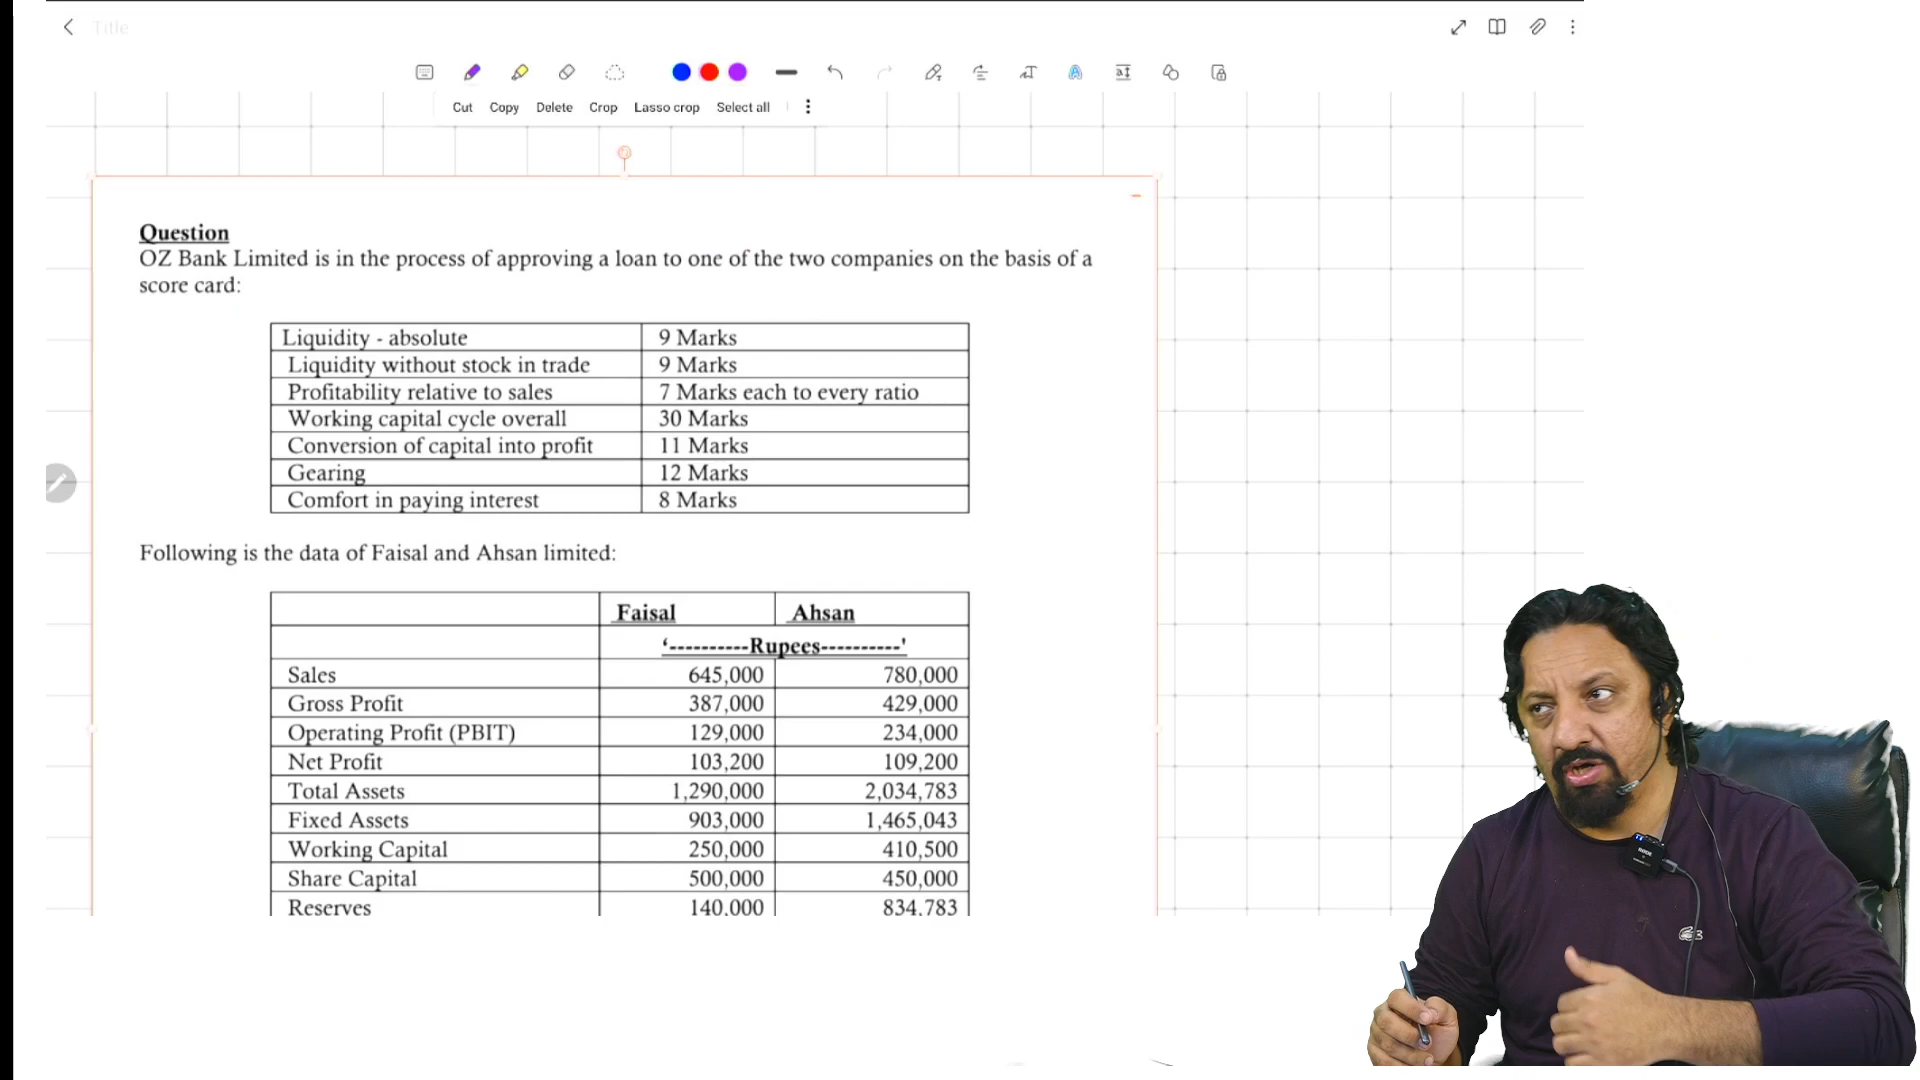 Title
Cut Copy Delete Crop Lasso crop Select all
Question
OZ Bank Limited is in the process of approving a loan to one of the two companies on the basis of a
score card:
Liquidity - absolute 9 Marks
Liquidity without stock in trade 9 Marks
Profitability relative to sales 7 Marks each to every ratio
Working capital cycle overall 30 Marks
Conversion of capital into profit 11 Marks
Gearing 12 Marks
Comfort in paying interest 8 Marks
Following is the data of Faisal and Ahsan limited:
Faisal Ahsan
‘----------Rupees----------'
Sales 645,000 780,000
Gross Profit 387,000 429,000
Operating Profit (PBIT) 129,000 234,000
Net Profit 103,200 109,200
Total Assets 1,290,000 2,034,783
Fixed Assets 903,000 1,465,043
Working Capital 250,000 410,500
Share Capital 500,000 450,000
Reserves 140,000 834,783
RODE